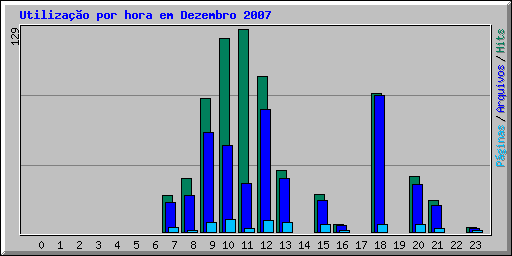 Utilização por hora em Dezembro 2007
129
Páginas / Arquivos / Hits
0 1 2 3 4 5 6 7 8 9 10 11 12 13 14 15 16 17 18 19 20 21 22 23